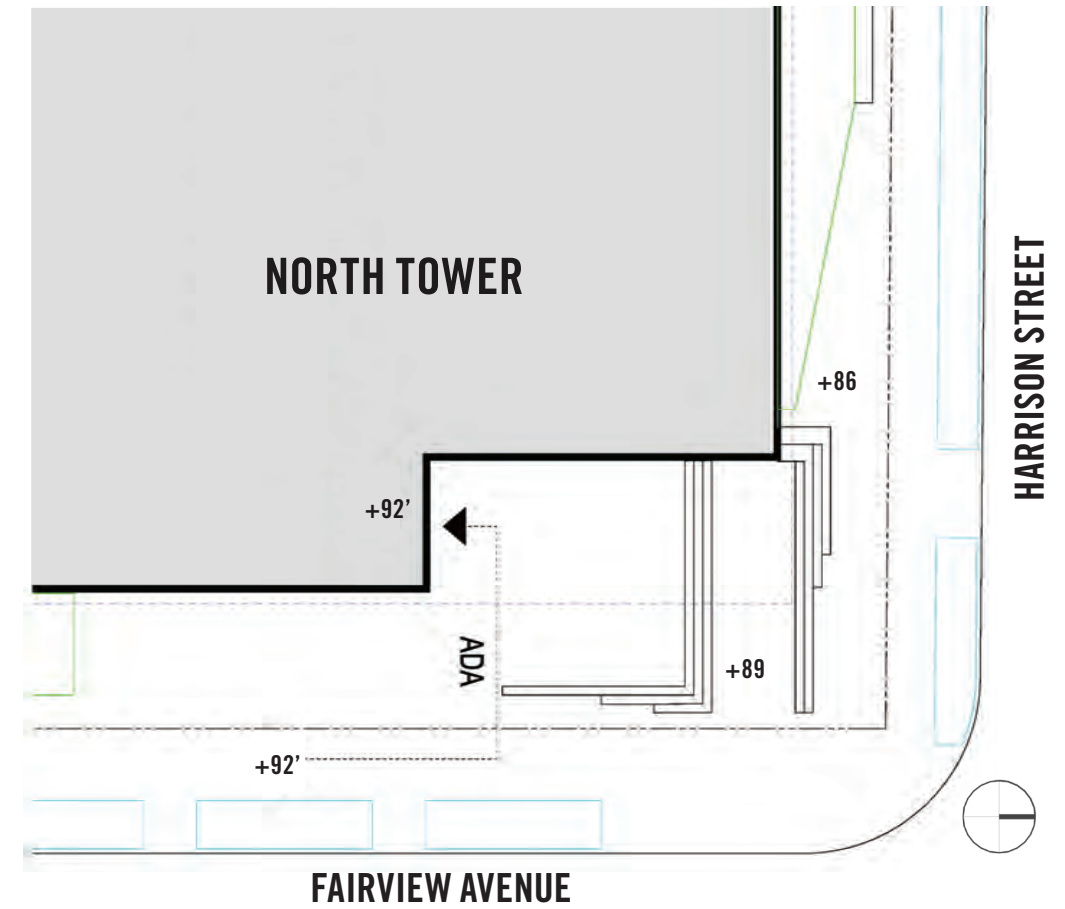 NORTH TOWER
HARRISON STREET
+86
+92’
ADA
+89
+92’
FAIRVIEW AVENUE